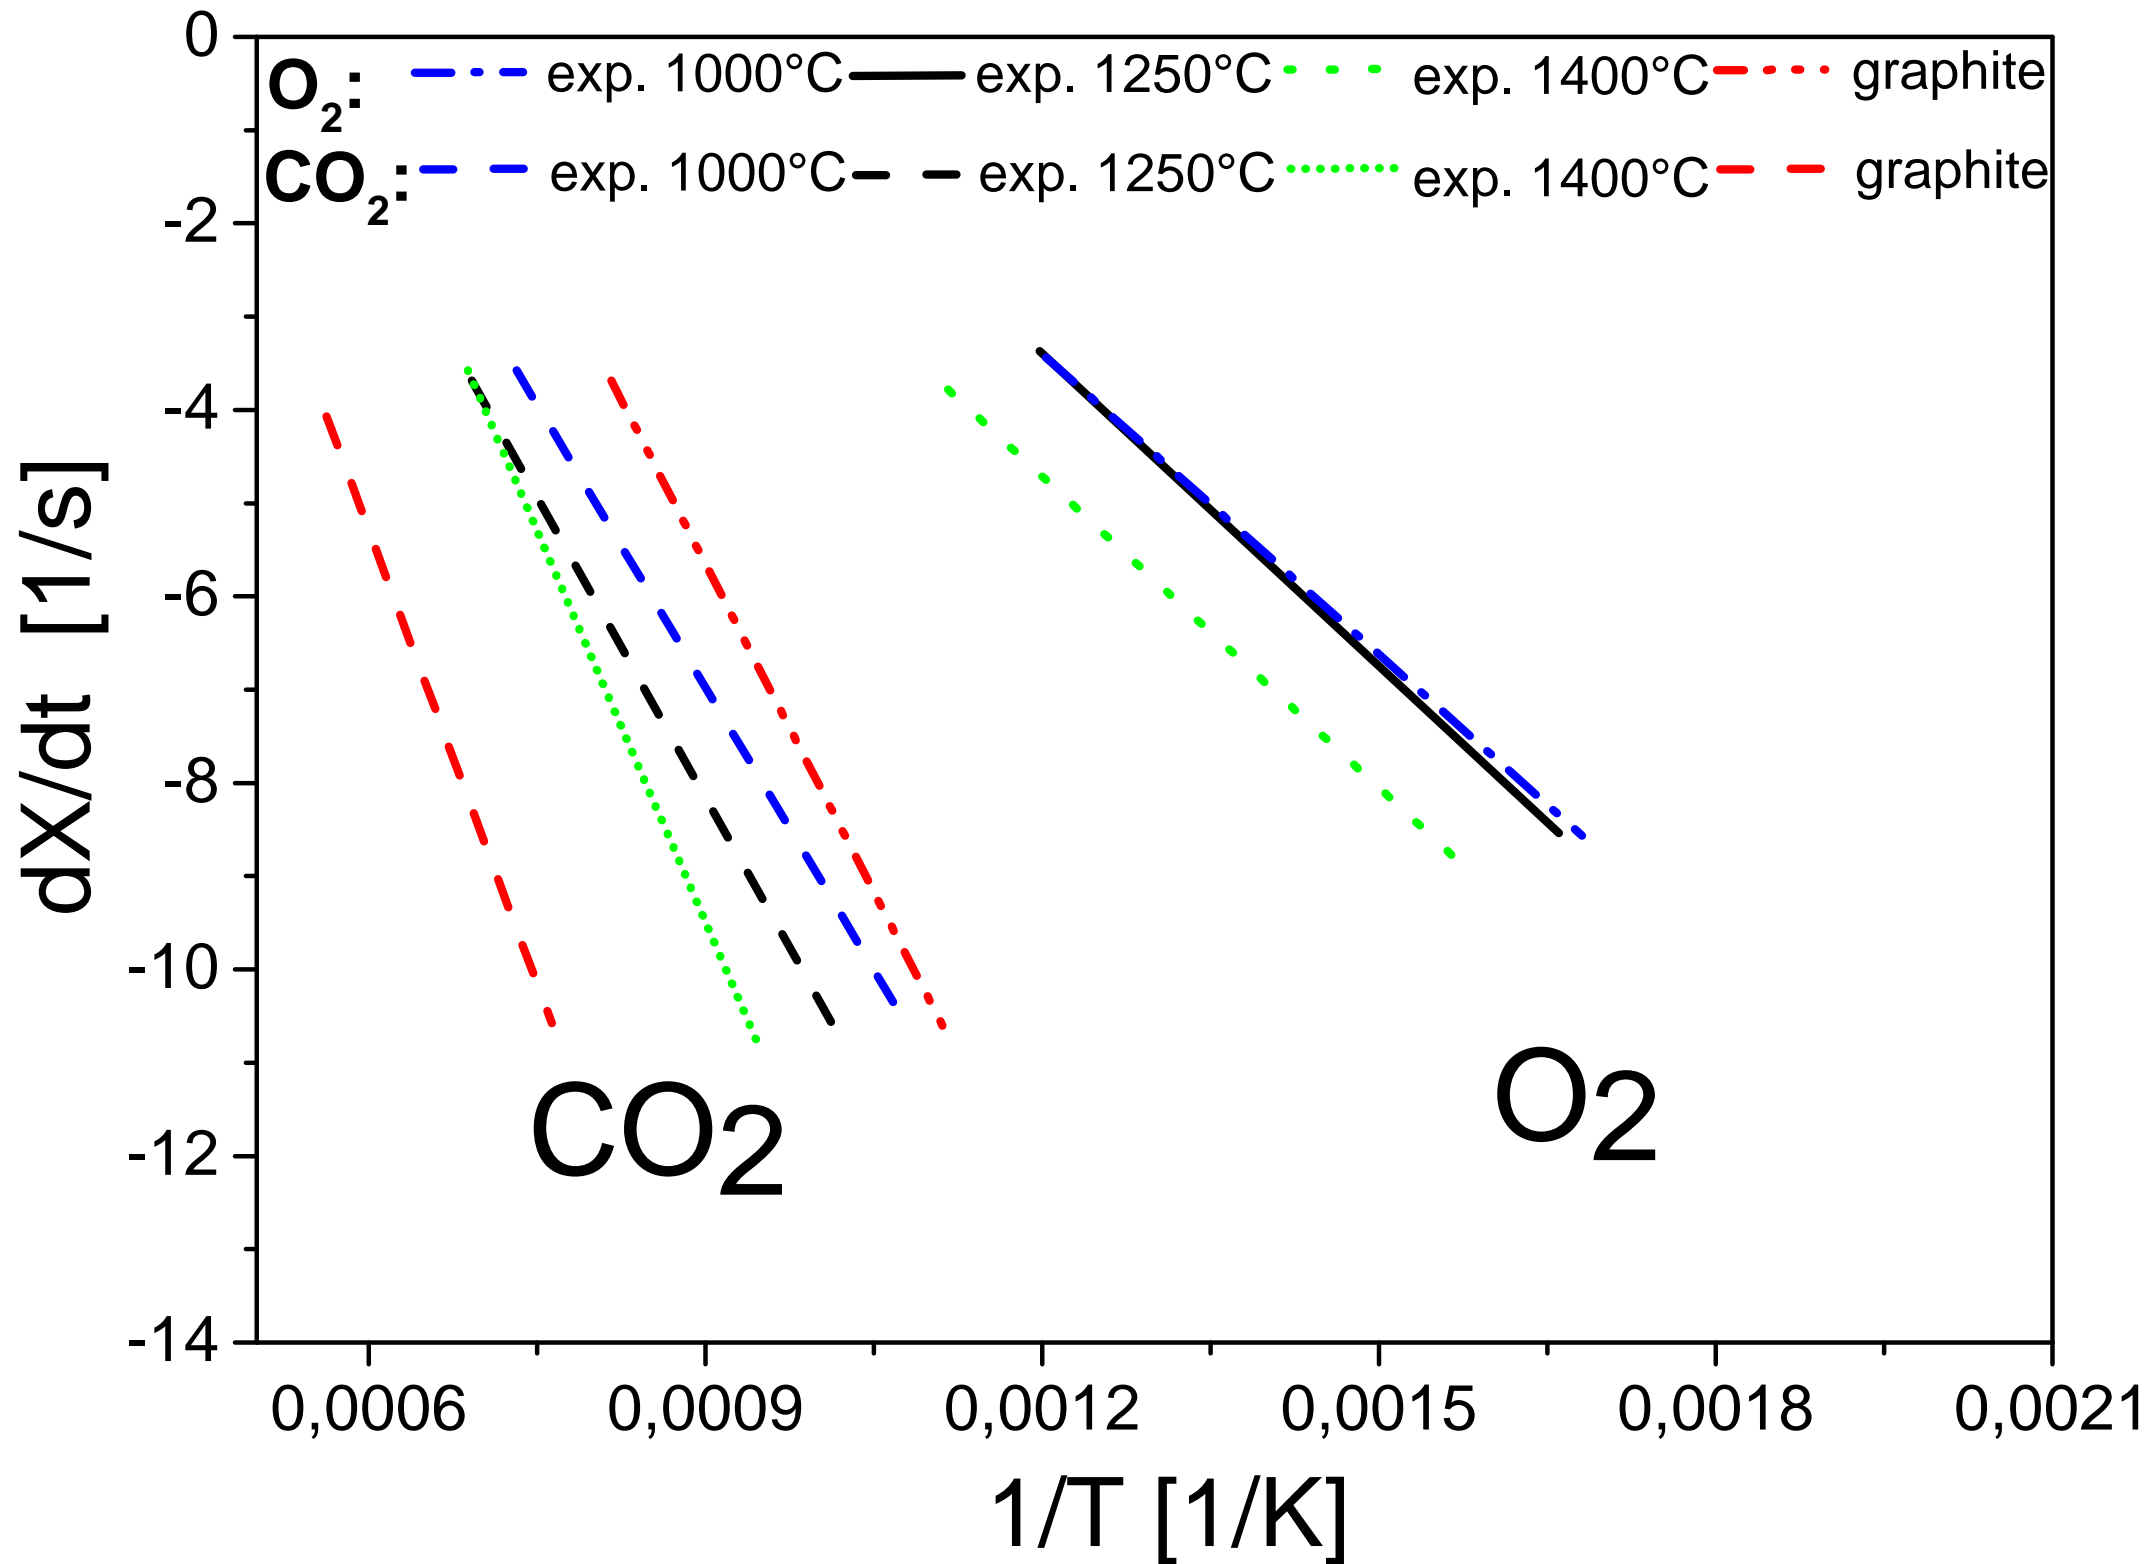 O2: exp. 1000°C exp. 1250°C exp. 1400°C graphite
CO2: exp. 1000°C exp. 1250°C exp. 1400°C graphite
0
-2
-4
-6
-8
-10
-12
-14
dX/dt [1/s]
CO2
O2
0,0006 0,0009 0,0012 0,0015 0,0018 0,0021
1/T [1/K]